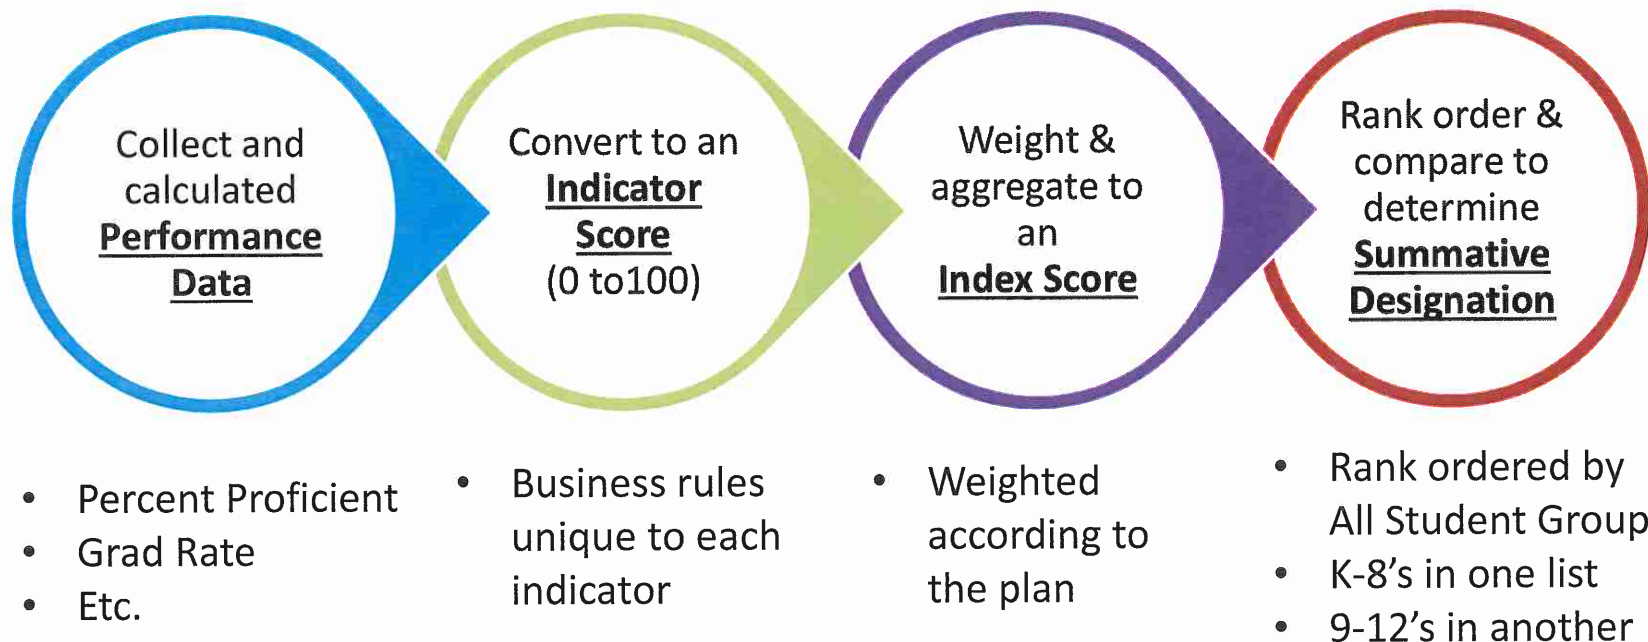 Collect and
calculated
Performance
Data
Convert to an
Indicator
Score
(0 to100)
Weight &
aggregate to
an
Index Score
Rank order &
compare to
determine
Summative
Designation
• Percent Proficient
• Grad Rate
• Etc.
• Business rules
unique to each
indicator
• Weighted
according to
the plan
• Rank ordered by
All Student Group
• K-8's in one list
• 9-12's in another